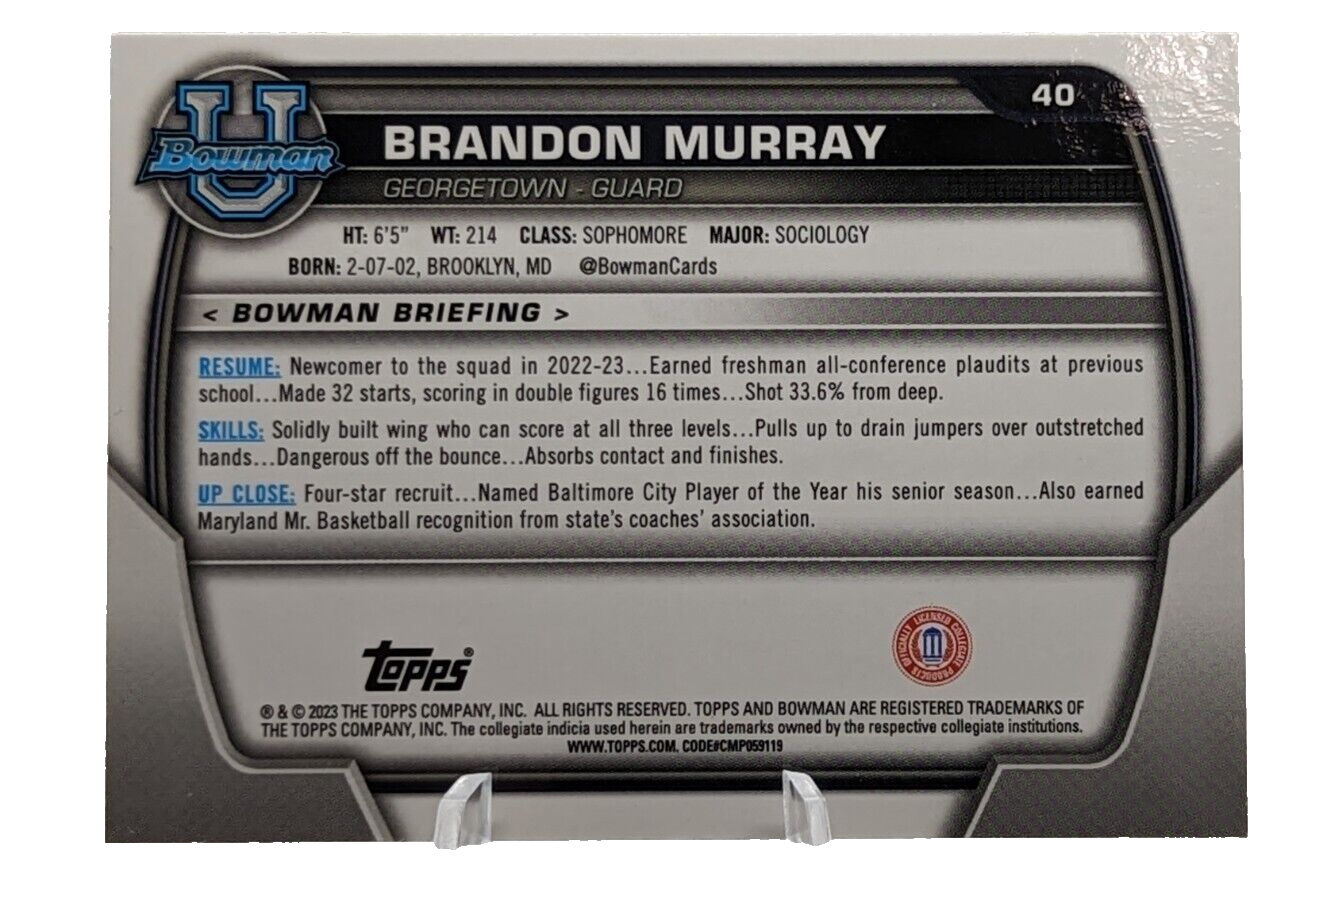 40
U
Bowman
BRANDON MURRAY
GEORGETOWN - GUARD
HT: 6'5" WT: 214 CLASS: SOPHOMORE MAJOR: SOCIOLOGY
BORN: 2-07-02, BROOKLYN, MD @BowmanCards
< BOWMAN BRIEFING >
RESUME: Newcomer to the squad in 2022-23...Earned freshman all-conference plaudits at previous
school...Made 32 starts, scoring in double figures 16 times...Shot 33.6% from deep.
SKILLS: Solidly built wing who can score at all three levels...Pulls up to drain jumpers over outstretched
hands...Dangerous off the bounce...Absorbs contact and finishes.
UP CLOSE: Four-star recruit...Named Baltimore City Player of the Year his senior season...Also earned
Maryland Mr. Basketball recognition from state's coaches' association.
Topps®
OFFICIALLY LICENSED COLLEGIATE PRODUCTS
® & © 2023 THE TOPPS COMPANY, INC. ALL RIGHTS RESERVED. TOPPS AND BOWMAN ARE REGISTERED TRADEMARKS OF
THE TOPPS COMPANY, INC. The collegiate indicia used herein are trademarks owned by the respective collegiate institutions.
WWW.TOPPS.COM. CODE#CMP059119